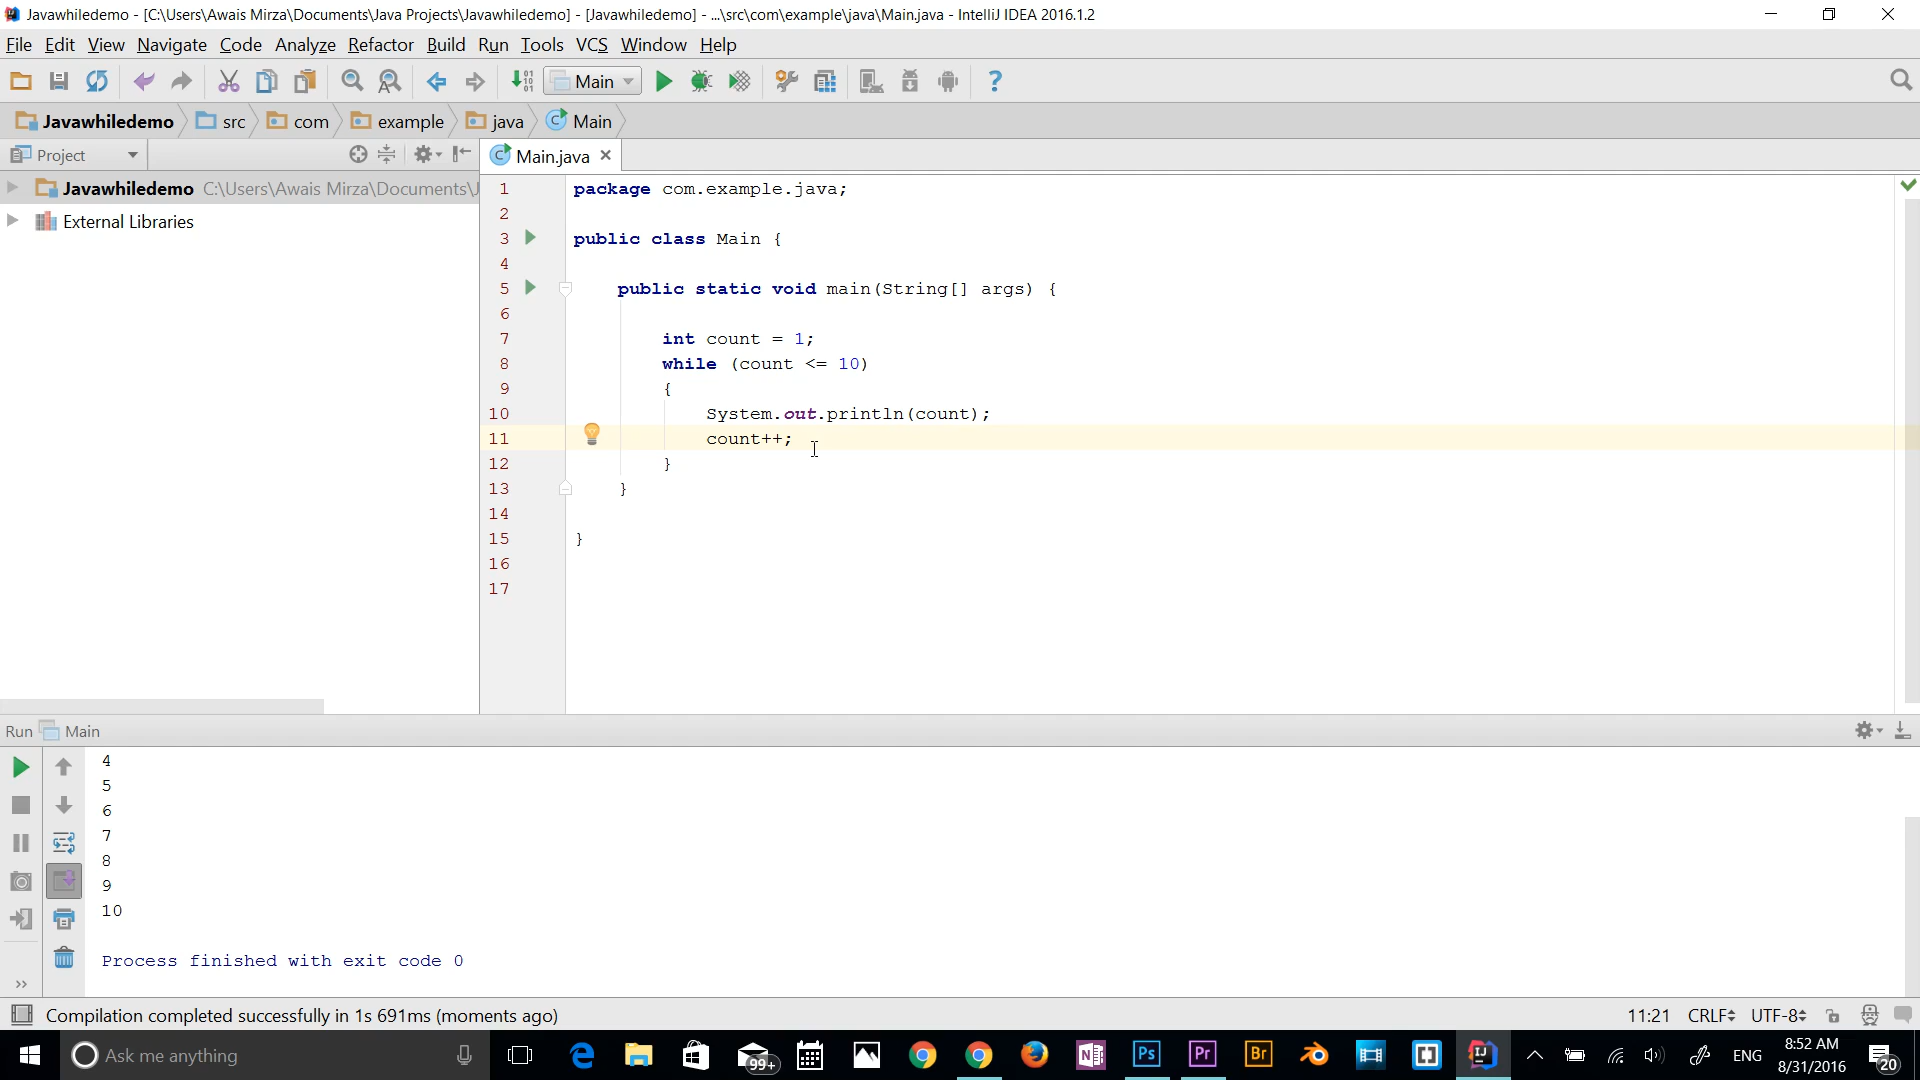 Javawhiledemo - [C:\Users\Awais Mirza\Documents\Java Projects\Javawhiledemo] - [Javawhiledemo] - ...\src\com\example\java\Main.java - IntelliJ IDEA 2016.1.2
File Edit View Navigate Code Analyze Refactor Build Run Tools VCS Window Help
Main
Javawhiledemo src com example java Main
Project
Main.java
Javawhiledemo C:\Users\Awais Mirza\Documents\J
External Libraries
1 package com.example.java;
2
3 public class Main {
4
5 public static void main(String[] args) {
6
7 int count = 1;
8 while (count <= 10)
9 {
10 System.out.println(count);
11 count++;
12 }
13 }
14
15 }
16
17
Run Main
4
5
6
7
8
9
10
Process finished with exit code 0
Compilation completed successfully in 1s 691ms (moments ago)
11:21 CRLF UTF-8
Ask me anything
99+
N
Ps
Pr
Br
IJ
ENG
8:52 AM
8/31/2016
20